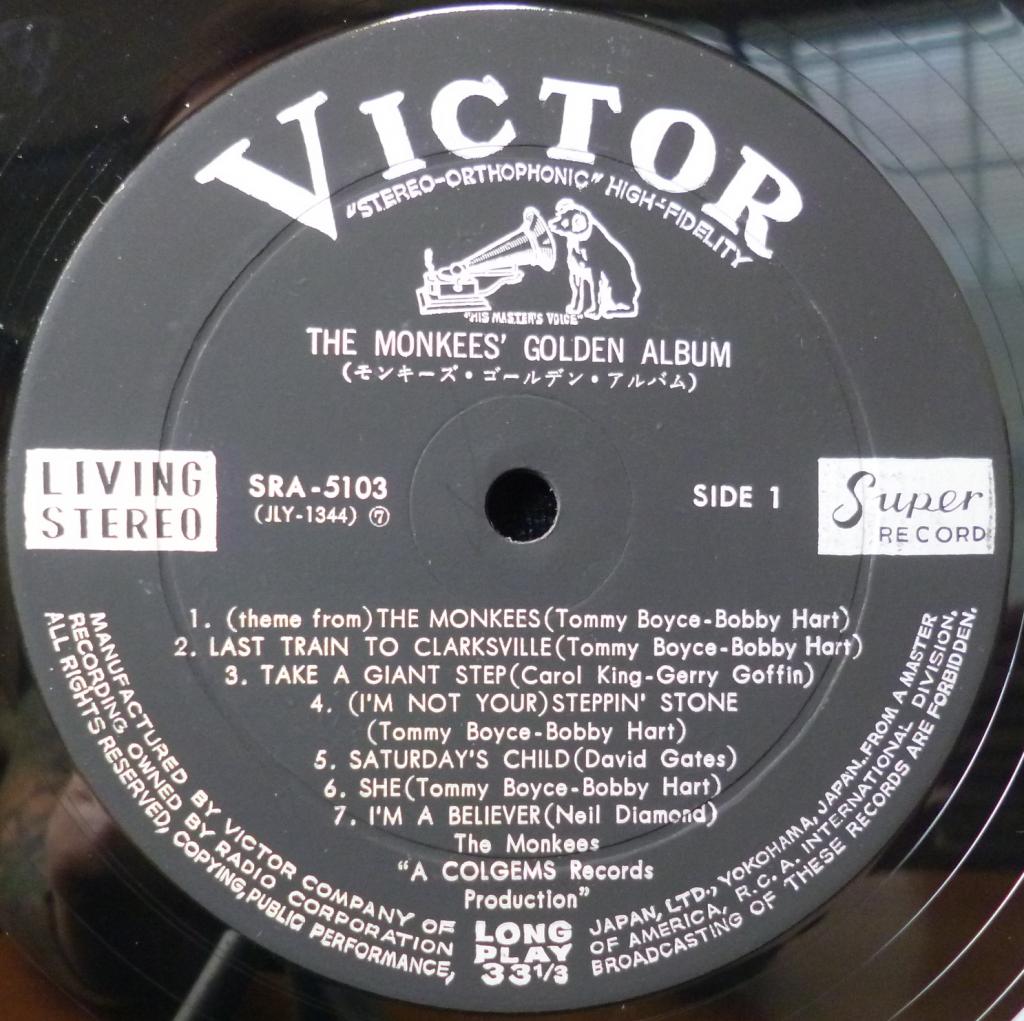 VICTOR
"STEREO-ORTHOPHONIC" HIGH-FIDELITY
"HIS MASTER'S VOICE"
THE MONKEES' GOLDEN ALBUM
(モンキーズ・ゴールデン・アルバム)
LIVING
STEREO
SRA-5103
(JLY-1344) ⑦
SIDE 1
Super
RECORD
1. (theme from) THE MONKEES (Tommy Boyce-Bobby Hart)
2. LAST TRAIN TO CLARKSVILLE (Tommy Boyce-Bobby Hart)
3. TAKE A GIANT STEP (Carol King-Gerry Goffin)
4. (I'M NOT YOUR) STEPPIN' STONE
(Tommy Boyce-Bobby Hart)
5. SATURDAY'S CHILD (David Gates)
6. SHE (Tommy Boyce-Bobby Hart)
7. I'M A BELIEVER (Neil Diamond)
The Monkees
"A COLGEMS Records
Production"
LONG
PLAY
33 1/3
MANUFACTURED BY VICTOR COMPANY OF JAPAN, LTD., YOKOHAMA, JAPAN..FROM A MASTER
RECORDING OWNED BY RADIO CORPORATION OF AMERICA, R.C.A. INTERNATIONAL DIVISION,
ALL RIGHTS RESERVED, COPYING, PUBLIC PERFORMANCE, BROADCASTING OF THESE RECORDS ARE FORBIDDEN.